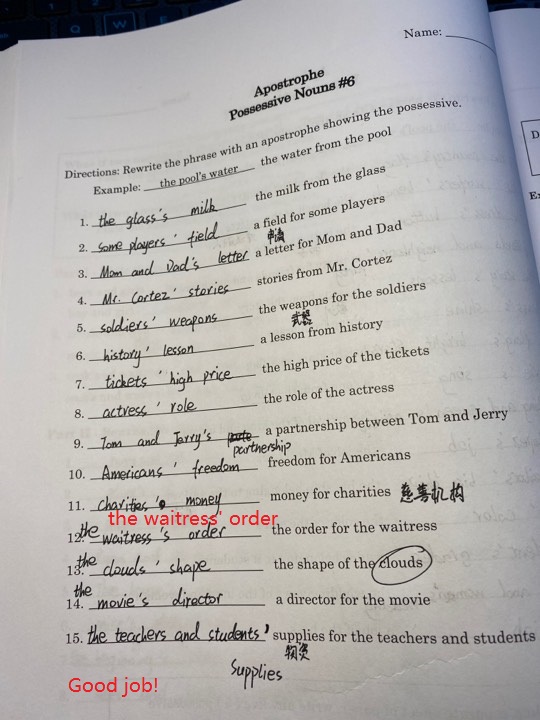 Name:
Apostrophe
Possessive Nouns #6
Directions: Rewrite the phrase with an apostrophe showing the possessive.
Example: the pool's water the water from the pool
1. the glass's milk the milk from the glass
2. some players' field a field for some players
申请
3. Mom and Dad's letter a letter for Mom and Dad
4. Mr. Cortez' stories stories from Mr. Cortez
5. soldiers' weapons the weapons for the soldiers
武器
6. history' lesson a lesson from history
7. tickets' high price the high price of the tickets
8. actress' role the role of the actress
9. Tom and Jerry's a partnership between Tom and Jerry
partnership
10. Americans' freedom freedom for Americans
11. charities' money money for charities 慈善机构
the waitress' order
12. the waitress's order the order for the waitress
13. the clouds' shape the shape of the clouds
14. the movie's director a director for the movie
15. the teachers and students' supplies for the teachers and students
物资
Supplies
Good job!